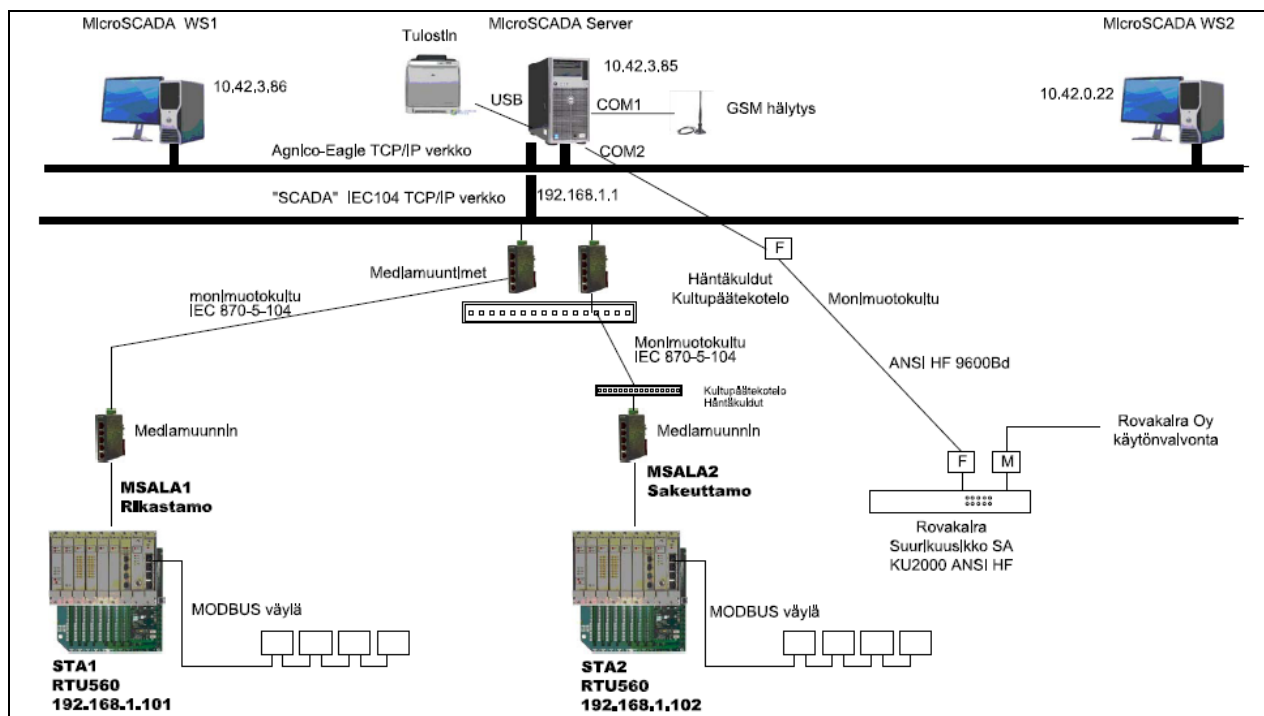 MicroSCADA WS1
MicroSCADA Server
MicroSCADA WS2
Tulostin
10.42.3.86
10.42.3.85
10.42.0.22
USB
COM1
GSM hälytys
Agnico-Eagle TCP/IP verkko
COM2
"SCADA" IEC104 TCP/IP verkko
192.168.1.1
F
Mediamuuntimet
Häntäkuidut
Kuitupäätekotelo
monimuotokuitu
IEC 870-5-104
Monimuotokuitu
Monimuotokuitu
IEC 870-5-104
ANSI HF 9600Bd
Kuitupäätekotelo
Häntäkuidut
Mediamuunnin
Mediamuunnin
Rovakaira Oy
käytönvalvonta
F
M
MSALA1
Rikastamo
MSALA2
Sakeuttamo
Rovakaira
Suurikuusikko SA
KU2000 ANSI HF
MODBUS väylä
MODBUS väylä
STA1
RTU560
192.168.1.101
STA2
RTU560
192.168.1.102